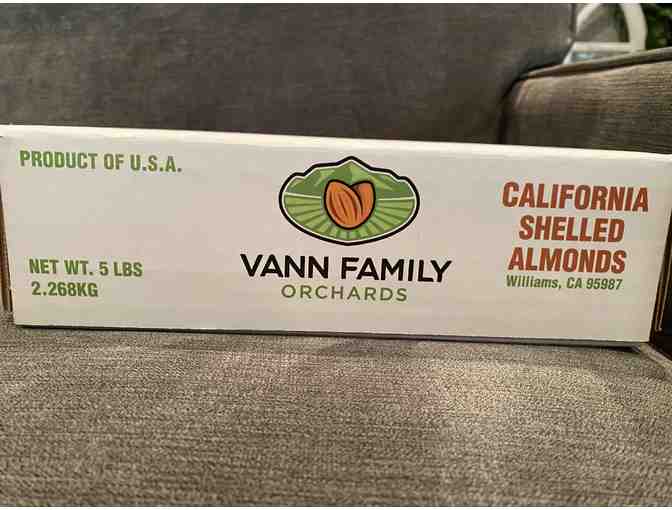 PRODUCT OF U.S.A.
NET WT. 5 LBS
2.268KG
VANN FAMILY
ORCHARDS
CALIFORNIA
SHELLED
ALMONDS
Williams, CA 95987